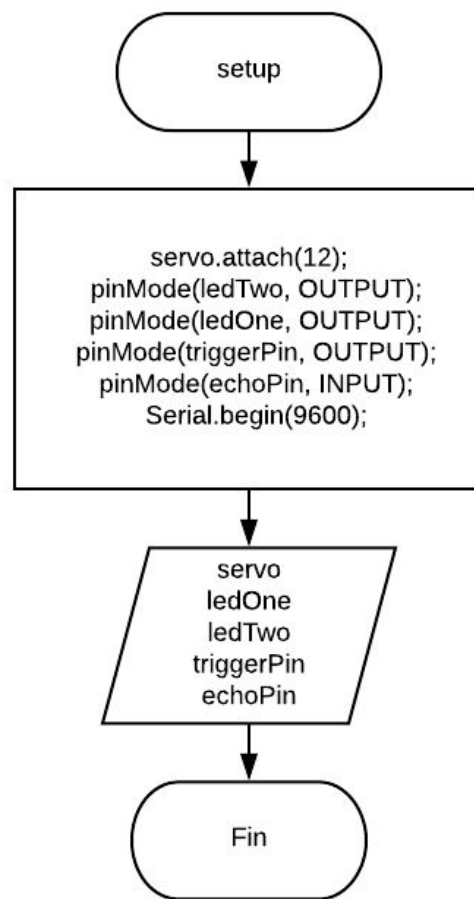 setup
servo.attach(12);
pinMode(ledTwo, OUTPUT);
pinMode(ledOne, OUTPUT);
pinMode(triggerPin, OUTPUT);
pinMode(echoPin, INPUT);
Serial.begin(9600);
servo
ledOne
ledTwo
triggerPin
echoPin
Fin